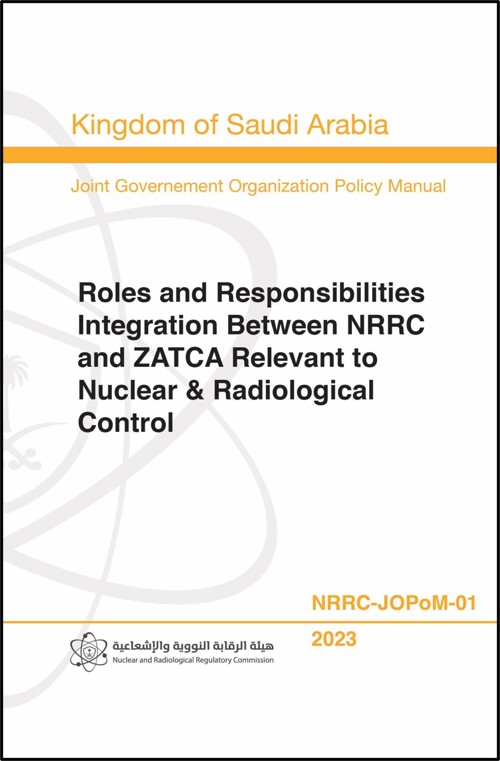 Kingdom of Saudi Arabia
Joint Governement Organization Policy Manual
Roles and Responsibilities
Integration Between NRRC
and ZATCA Relevant to
Nuclear & Radiological
Control
NRRC-JOPoM-01
2023
هيئة الرقابة النووية والإشعاعية
Nuclear and Radiological Regulatory Commission